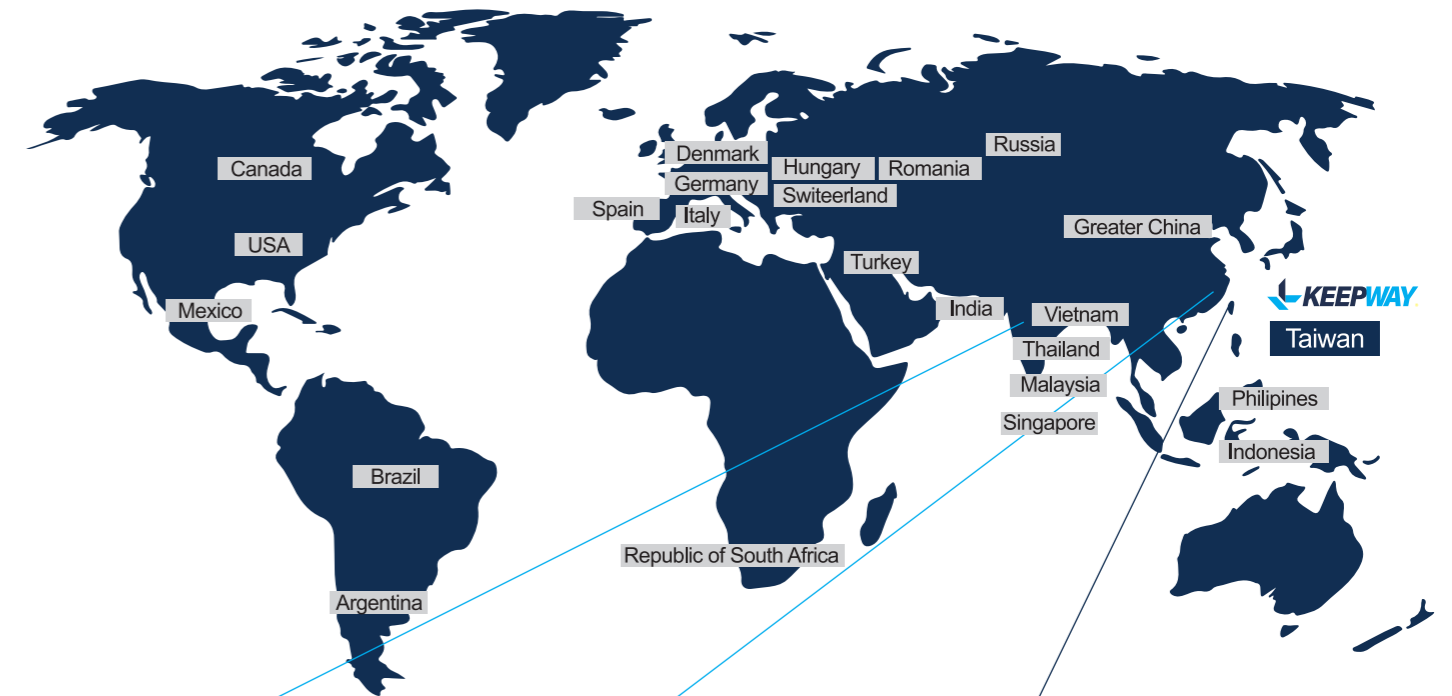 Russia
Denmark
Hungary
Romania
Canada
Germany
Switeerland
Spain
Italy
Greater China
USA
Turkey
KEEPWAY
Mexico
India
Vietnam
Taiwan
Thailand
Malaysia
Philipines
Singapore
Indonesia
Brazil
Republic of South Africa
Argentina